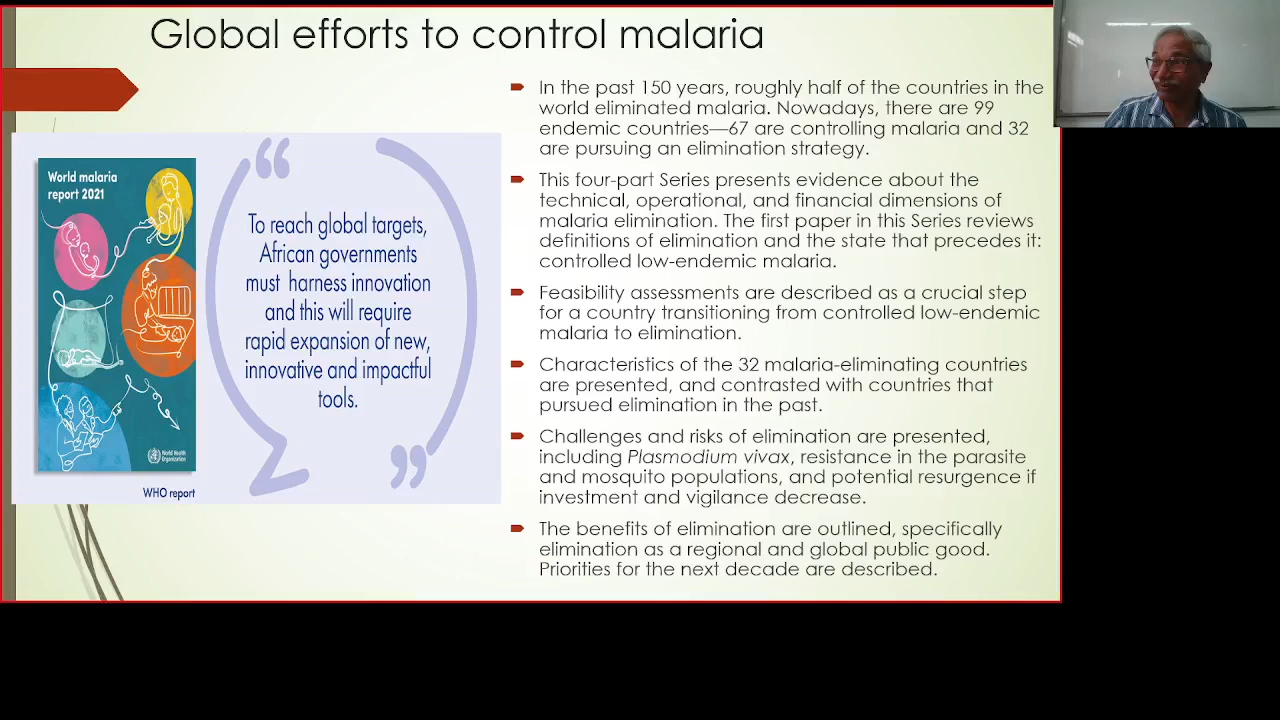 Global efforts to control malaria
World malaria
report 2021
World Health
Organization
WHO report
“
To reach global targets,
African governments
must harness innovation
and this will require
rapid expansion of new,
innovative and impactful
tools.
”
In the past 150 years, roughly half of the countries in the
world eliminated malaria. Nowadays, there are 99
endemic countries—67 are controlling malaria and 32
are pursuing an elimination strategy.
This four-part Series presents evidence about the
technical, operational, and financial dimensions of
malaria elimination. The first paper in this Series reviews
definitions of elimination and the state that precedes it:
controlled low-endemic malaria.
Feasibility assessments are described as a crucial step
for a country transitioning from controlled low-endemic
malaria to elimination.
Characteristics of the 32 malaria-eliminating countries
are presented, and contrasted with countries that
pursued elimination in the past.
Challenges and risks of elimination are presented,
including Plasmodium vivax, resistance in the parasite
and mosquito populations, and potential resurgence if
investment and vigilance decrease.
The benefits of elimination are outlined, specifically
elimination as a regional and global public good.
Priorities for the next decade are described.